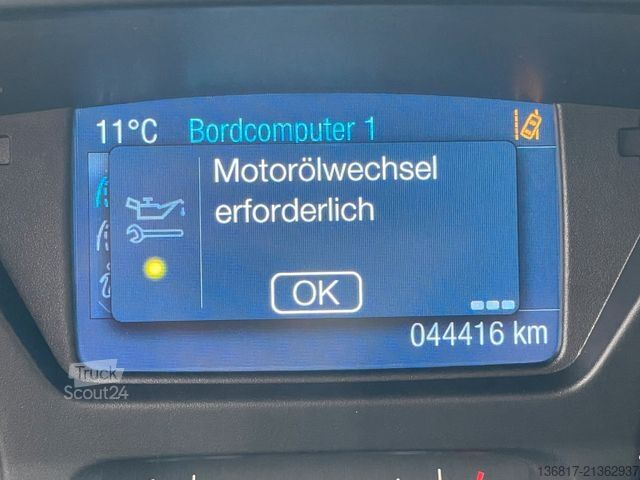 11°C Bordcomputer 1
Motorölwechsel
erforderlich
OK
044416 km
Truck
Scout24
136817-21362937